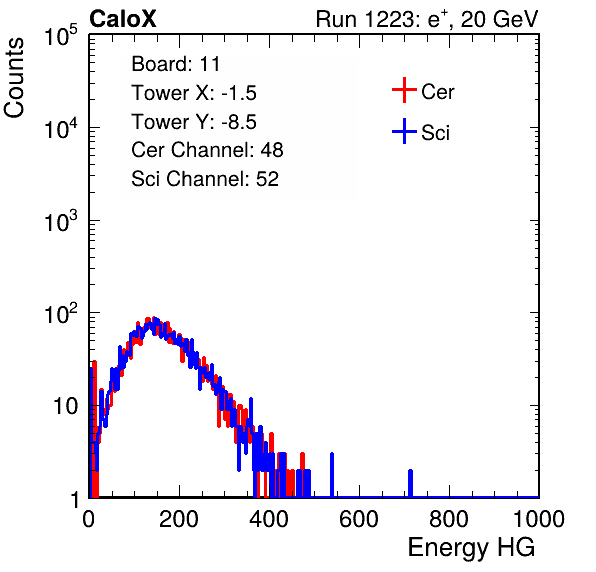 CaloX Run 1223: e⁺, 20 GeV
Board: 11
Tower X: -1.5
Tower Y: -8.5
Cer Channel: 48
Sci Channel: 52
Cer
Sci
Counts
10⁵
10⁴
10³
10²
10
1
0 200 400 600 800 1000
Energy HG